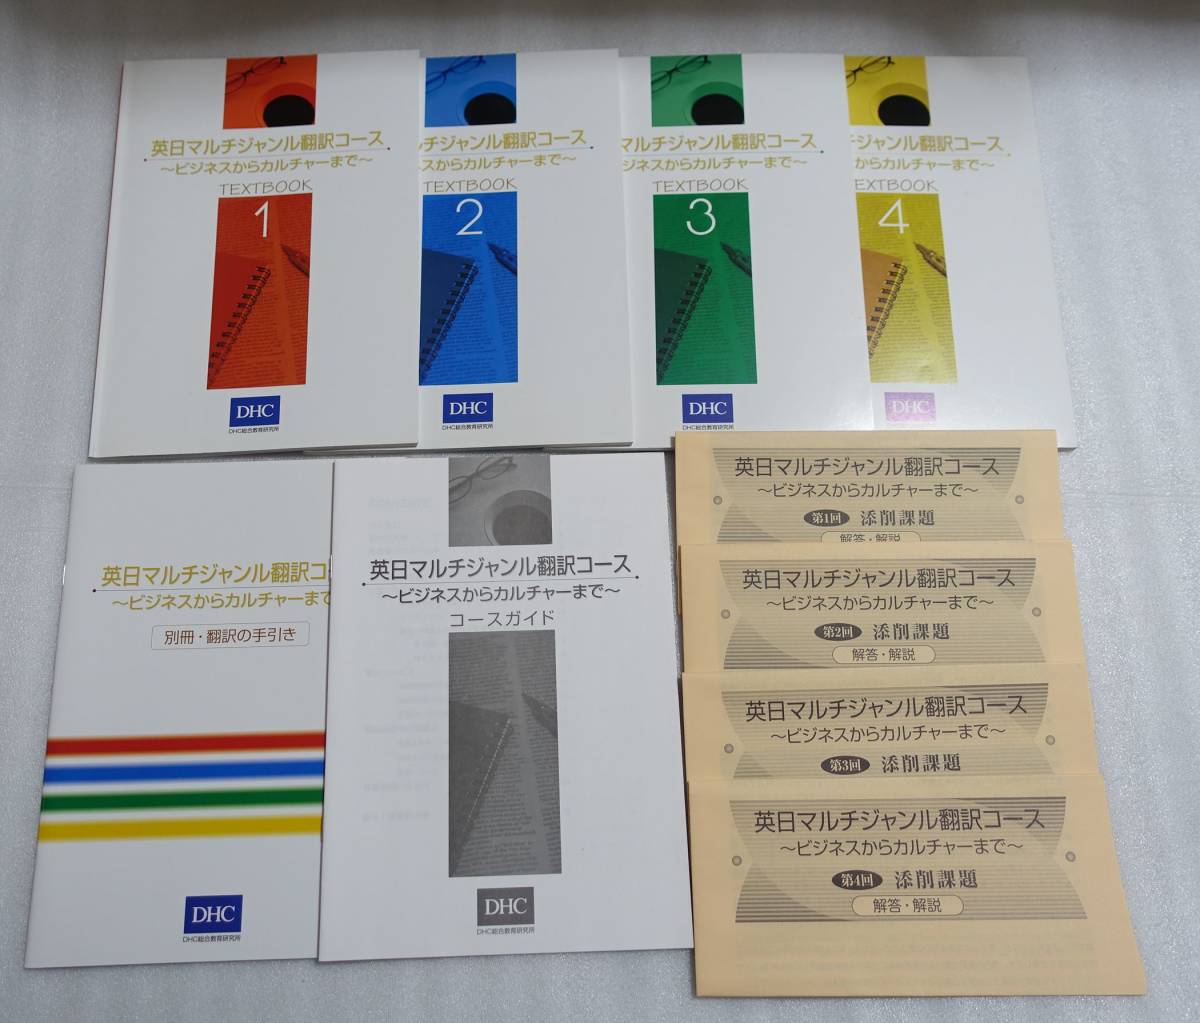 英日マルチジャンル翻訳コース
～ビジネスからカルチャーまで～
TEXTBOOK
1
DHC
DHC総合教育研究所
ルチジャンル翻訳コース
スからカルチャーまで～
TEXTBOOK
2
DHC
DHC総合教育研究所
マルチジャンル翻訳コース
ジネスからカルチャーまで～
TEXTBOOK
3
DHC
DHC総合教育研究所
チジャンル翻訳コース
からカルチャーまで～
EXTBOOK
4
DHC
英日マルチジャンル翻訳コ
～ビジネスからカルチャーまで
別冊・翻訳の手引き
DHC
DHC総合教育研究所
英日マルチジャンル翻訳コース
～ビジネスからカルチャーまで～
コースガイド
DHC
DHC総合教育研究所
英日マルチジャンル翻訳コース
～ビジネスからカルチャーまで～
第1回 添削課題
解答・解説
英日マルチジャンル翻訳コース
～ビジネスからカルチャーまで～
第2回 添削課題
解答・解説
英日マルチジャンル翻訳コース
～ビジネスからカルチャーまで～
第3回 添削課題
英日マルチジャンル翻訳コース
～ビジネスからカルチャーまで～
第4回 添削課題
解答・解説